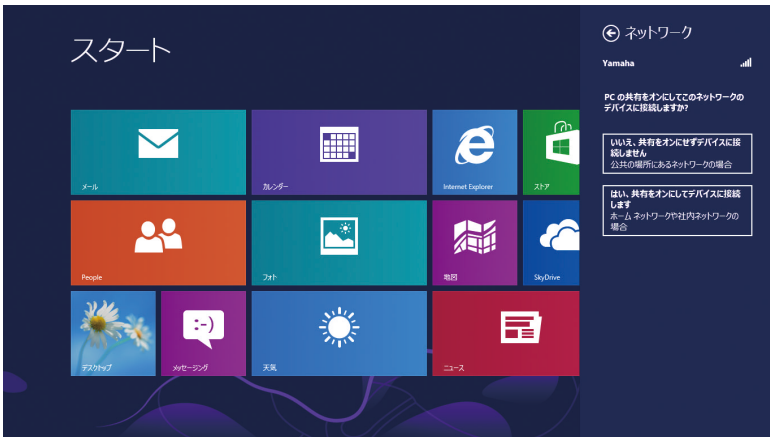 スタート
メール
カレンダー
Internet Explorer
ストア
People
フォト
地図
SkyDrive
デスクトップ
:-)
メッセージング
天気
ニュース
ネットワーク
Yamaha
PC の共有をオンにしてこのネットワークの
デバイスに接続しますか?
いいえ、共有をオンにせずデバイスに接
続しません
公共の場所にあるネットワークの場合
はい、共有をオンにしてデバイスに接続
します
ホーム ネットワークや社内ネットワークの
場合